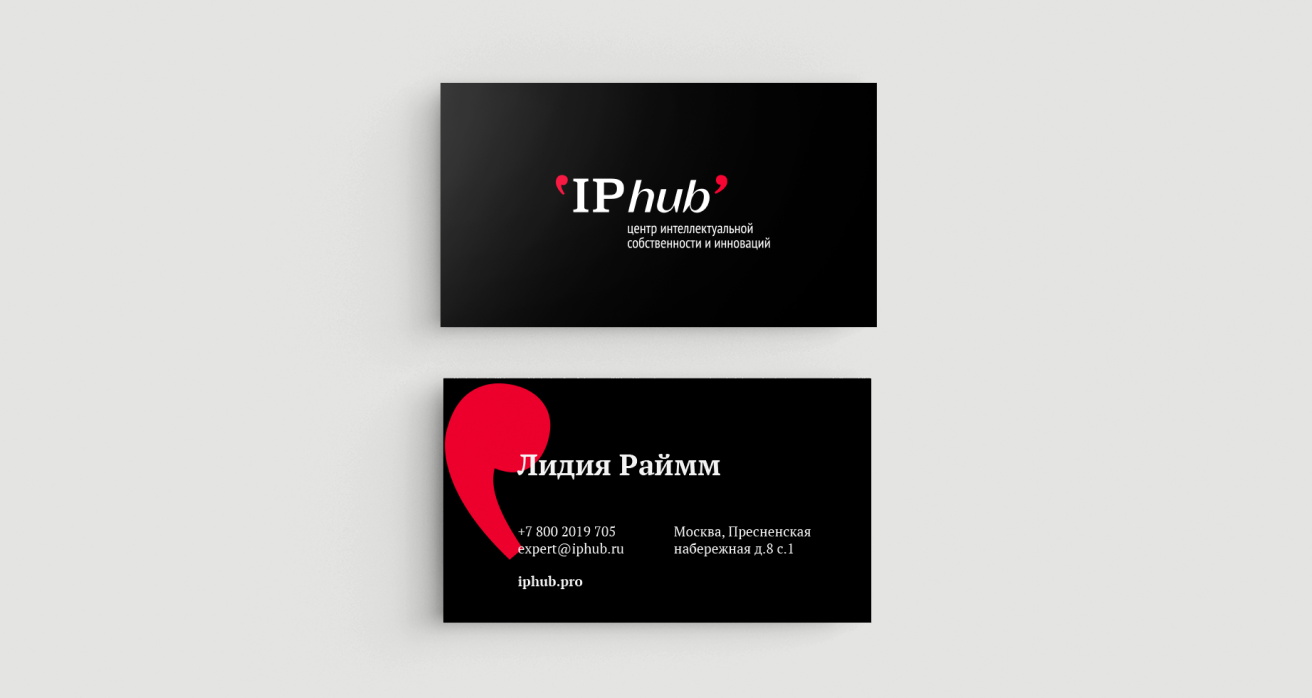 ‘IPhub’
центр интеллектуальной
собственности и инноваций
Лидия Раймм
+7 800 2019 705
expert@iphub.ru
iphub.pro
Москва, Пресненская
набережная д.8 с.1